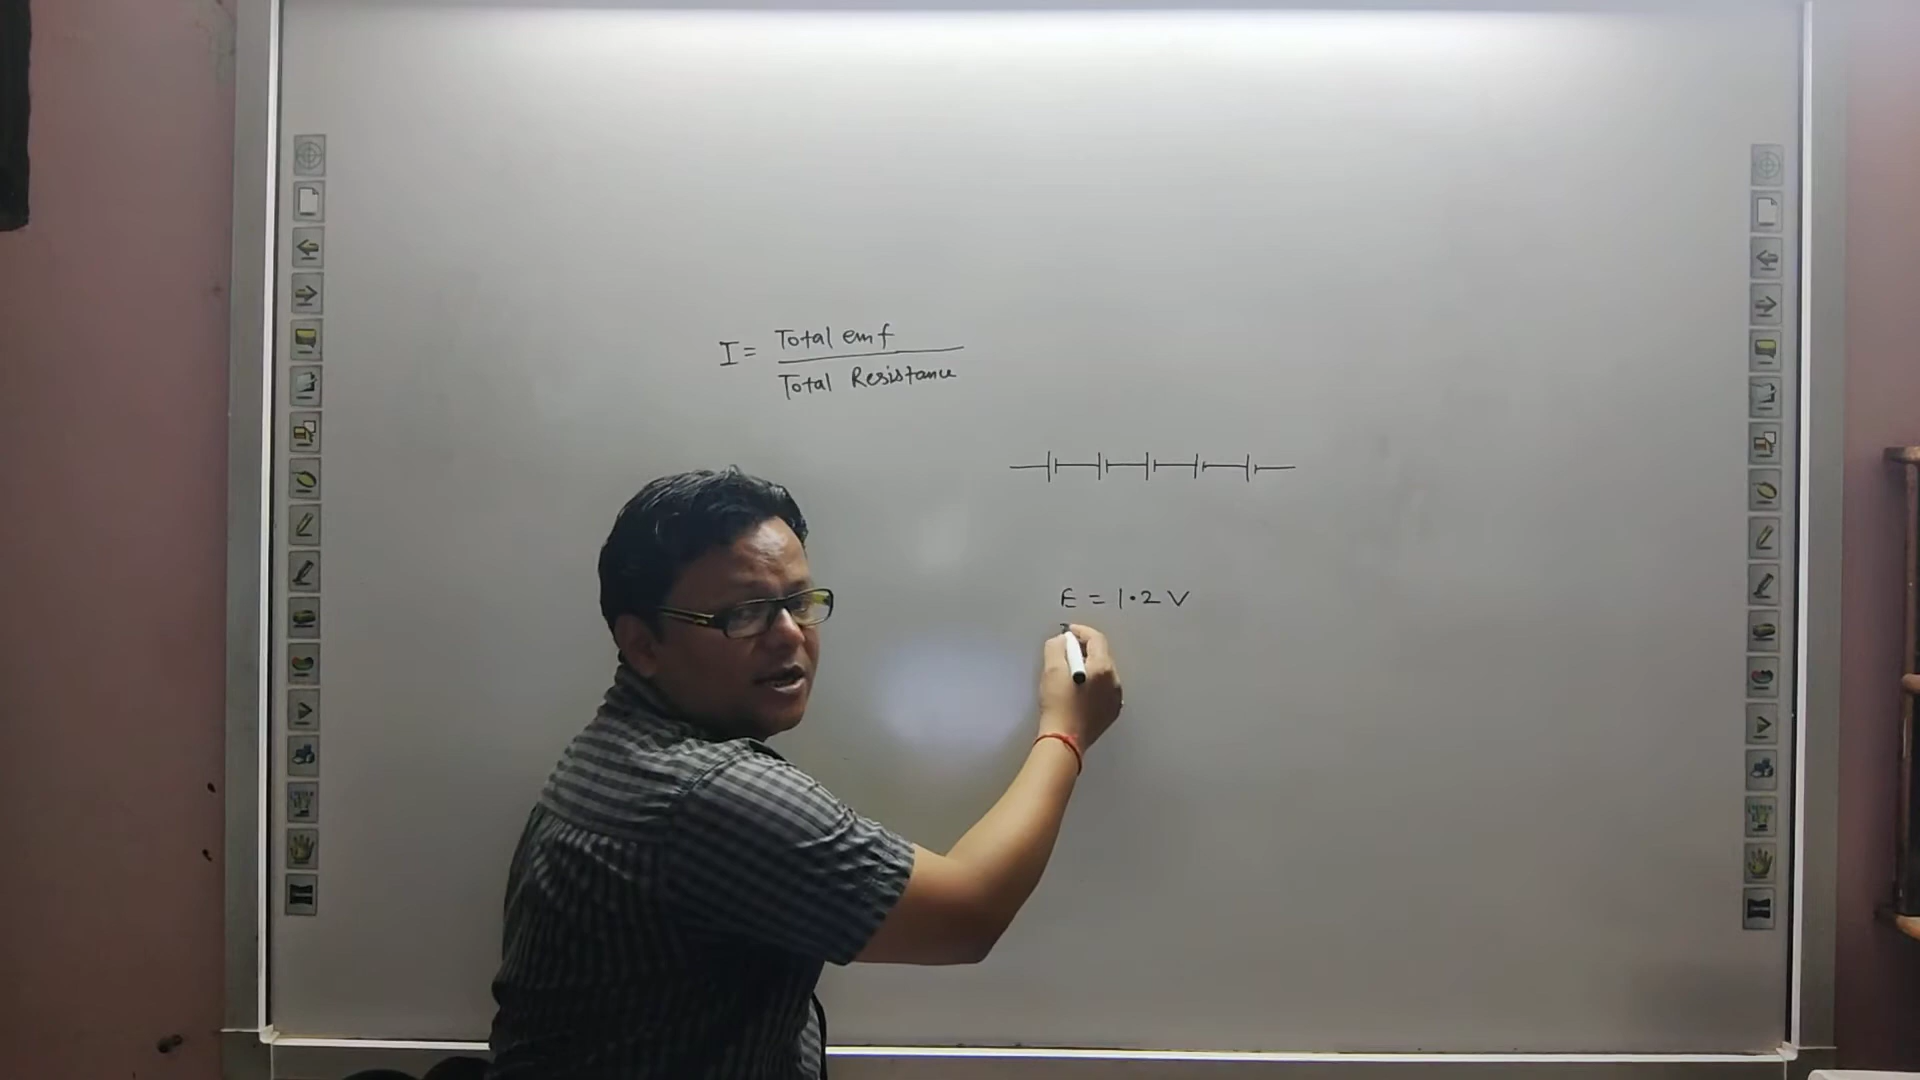 I = Total emf
Total Resistance
E = 1.2 V